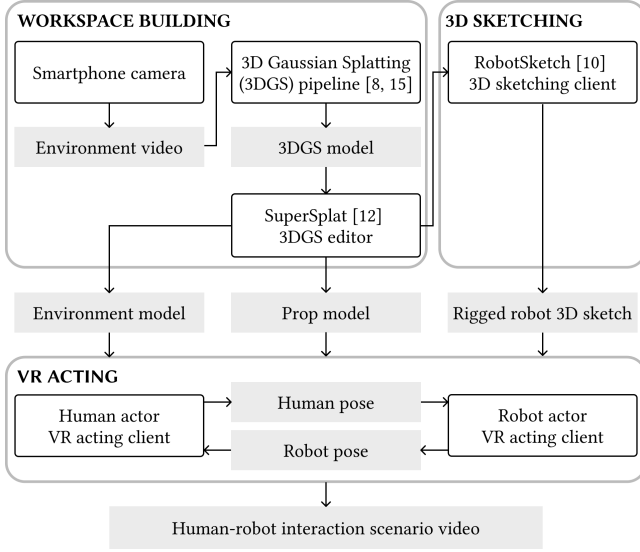 WORKSPACE BUILDING
Smartphone camera
Environment video
3D Gaussian Splatting
(3DGS) pipeline [8, 15]
3DGS model
SuperSplat [12]
3DGS editor
3D SKETCHING
RobotSketch [10]
3D sketching client
Environment model
Prop model
Rigged robot 3D sketch
VR ACTING
Human actor
VR acting client
Human pose
Robot pose
Robot actor
VR acting client
Human-robot interaction scenario video